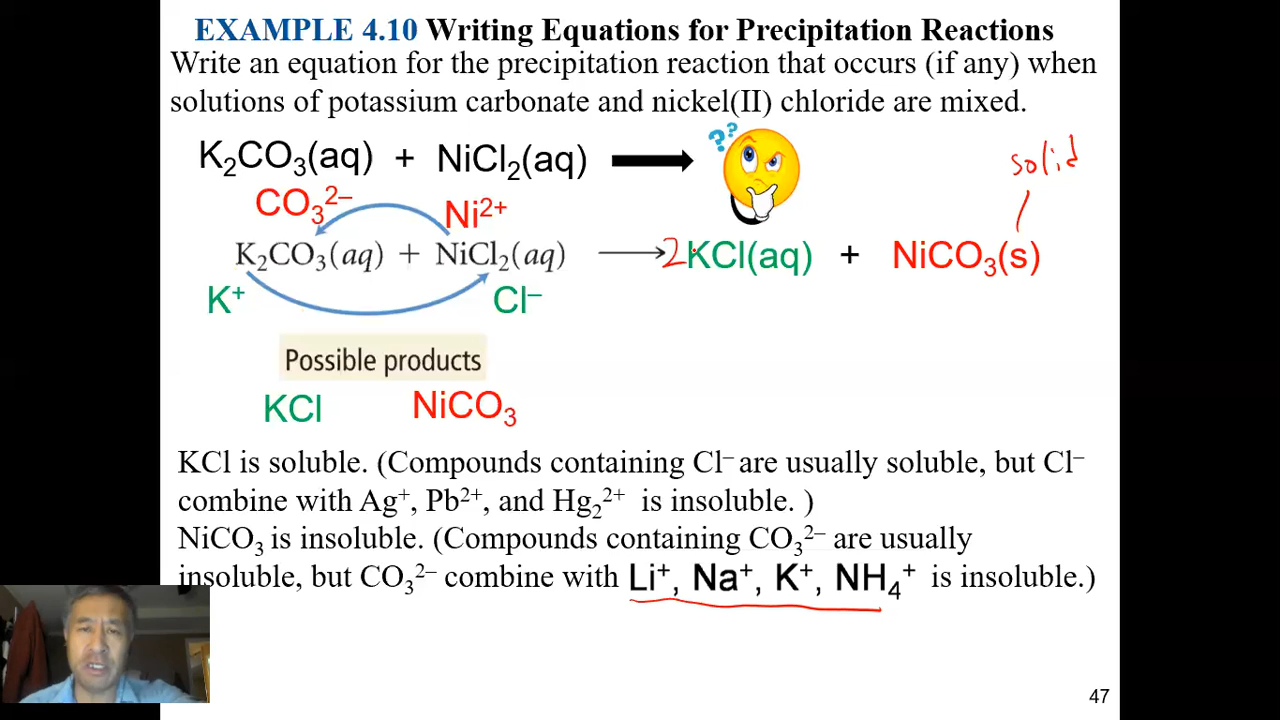 EXAMPLE 4.10 Writing Equations for Precipitation Reactions
Write an equation for the precipitation reaction that occurs (if any) when
solutions of potassium carbonate and nickel(II) chloride are mixed.
K₂CO₃(aq) + NiCl₂(aq) ➡ ??
solid
CO₃²⁻ Ni²⁺
K₂CO₃(aq) + NiCl₂(aq) ⟶ 2KCl(aq) + NiCO₃(s)
K⁺ Cl⁻
Possible products
KCl NiCO₃
KCl is soluble. (Compounds containing Cl⁻ are usually soluble, but Cl⁻
combine with Ag⁺, Pb²⁺, and Hg₂²⁺ is insoluble. )
NiCO₃ is insoluble. (Compounds containing CO₃²⁻ are usually
insoluble, but CO₃²⁻ combine with Li⁺, Na⁺, K⁺, NH₄⁺ is insoluble.)
47